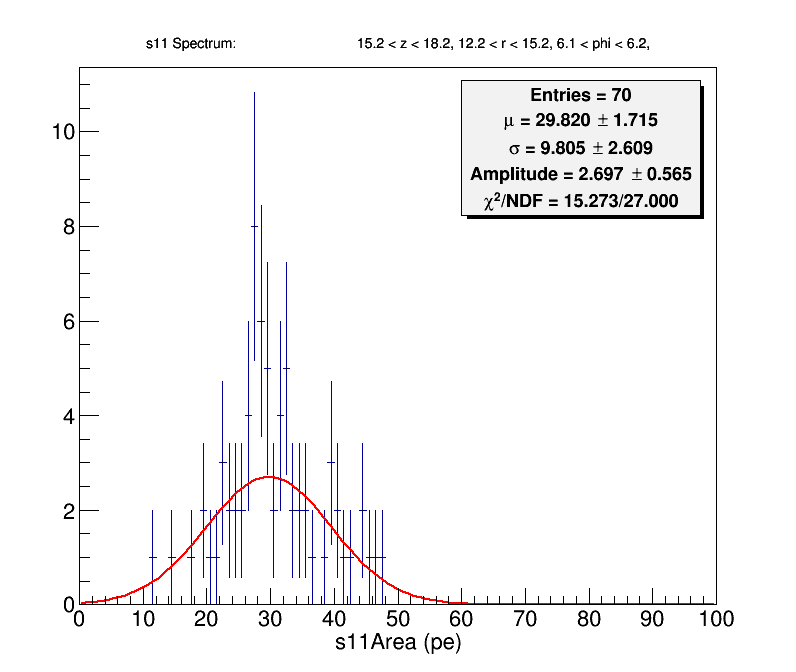 s11 Spectrum: 15.2 < z < 18.2, 12.2 < r < 15.2, 6.1 < phi < 6.2,
Entries = 70
μ = 29.820 ± 1.715
σ = 9.805 ± 2.609
Amplitude = 2.697 ± 0.565
χ²/NDF = 15.273/27.000
10
8
6
4
2
0
0 10 20 30 40 50 60 70 80 90 100
s11Area (pe)